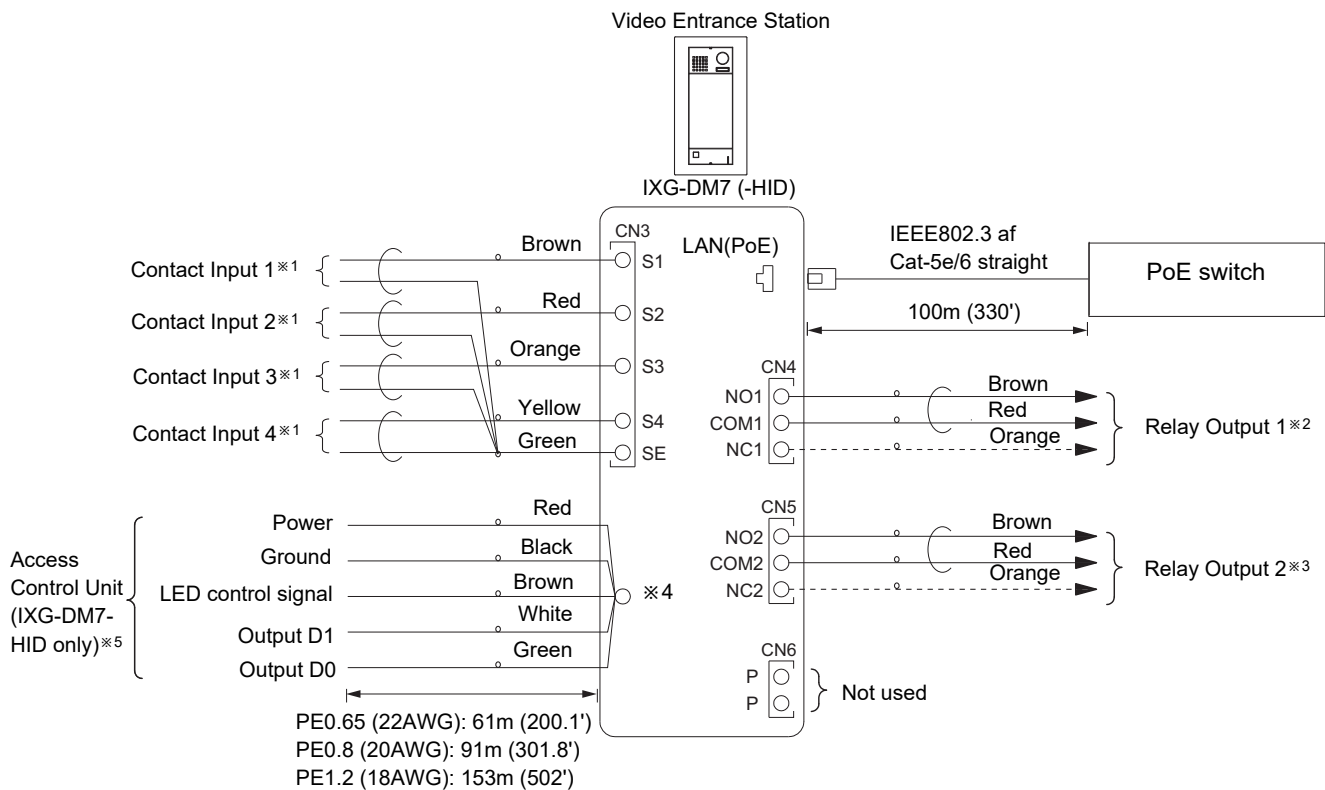 Video Entrance Station
IXG-DM7 (-HID)
CN3
LAN(PoE)
IEEE802.3 af
Cat-5e/6 straight
PoE switch
100m (330')
Contact Input 1※1
Brown
S1
Contact Input 2※1
Red
S2
Contact Input 3※1
Orange
S3
Contact Input 4※1
Yellow
S4
Green
SE
CN4
NO1
Brown
COM1
Red
NC1
Orange
Relay Output 1※2
CN5
NO2
Brown
COM2
Red
NC2
Orange
Relay Output 2※3
CN6
P
P
Not used
Access
Control Unit
(IXG-DM7-
HID only)※5
Power
Red
Ground
Black
LED control signal
Brown
※4
Output D1
White
Output D0
Green
PE0.65 (22AWG): 61m (200.1')
PE0.8 (20AWG): 91m (301.8')
PE1.2 (18AWG): 153m (502')